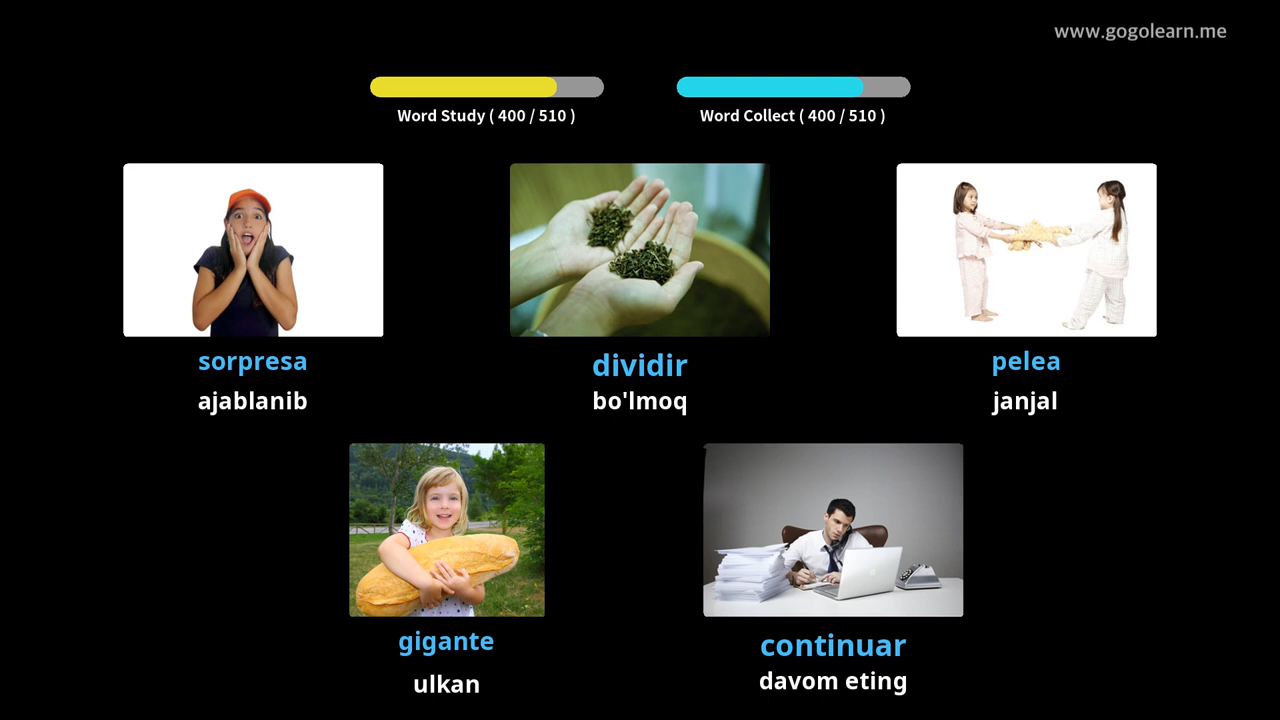 www.gogolearn.me
Word Study ( 400 / 510 )
Word Collect ( 400 / 510 )
sorpresa
ajablanib
dividir
bo'lmoq
pelea
janjal
gigante
ulkan
continuar
davom eting